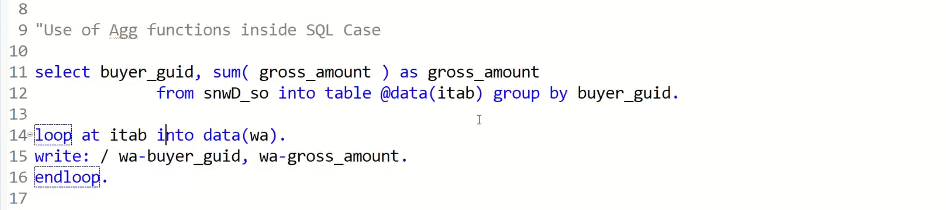 8
9 "Use of Agg functions inside SQL Case
10
11 select buyer_guid, sum( gross_amount ) as gross_amount
12 from snwD_so into table @data(itab) group by buyer_guid.
13
14 loop at itab into data(wa).
15 write: / wa-buyer_guid, wa-gross_amount.
16 endloop.
17